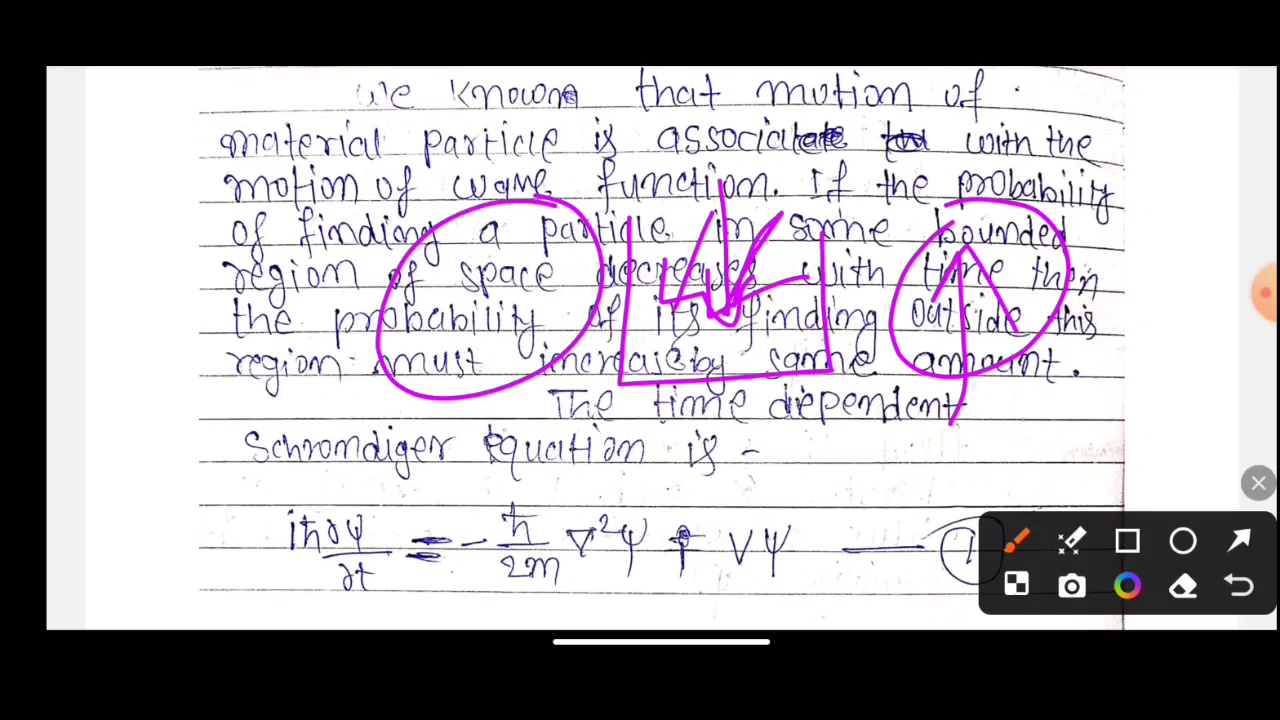 We known that motion of
material particle is associate with the
motion of wave function. If the probability
of finding a particle in some bounded
region of space decreases with time then
the probability of its finding outside this
region must increase by same amount.
The time dependent
Schromdiger equation is -
iħ ∂ψ/∂t = - ħ/2m ∇²ψ + Vψ — 1